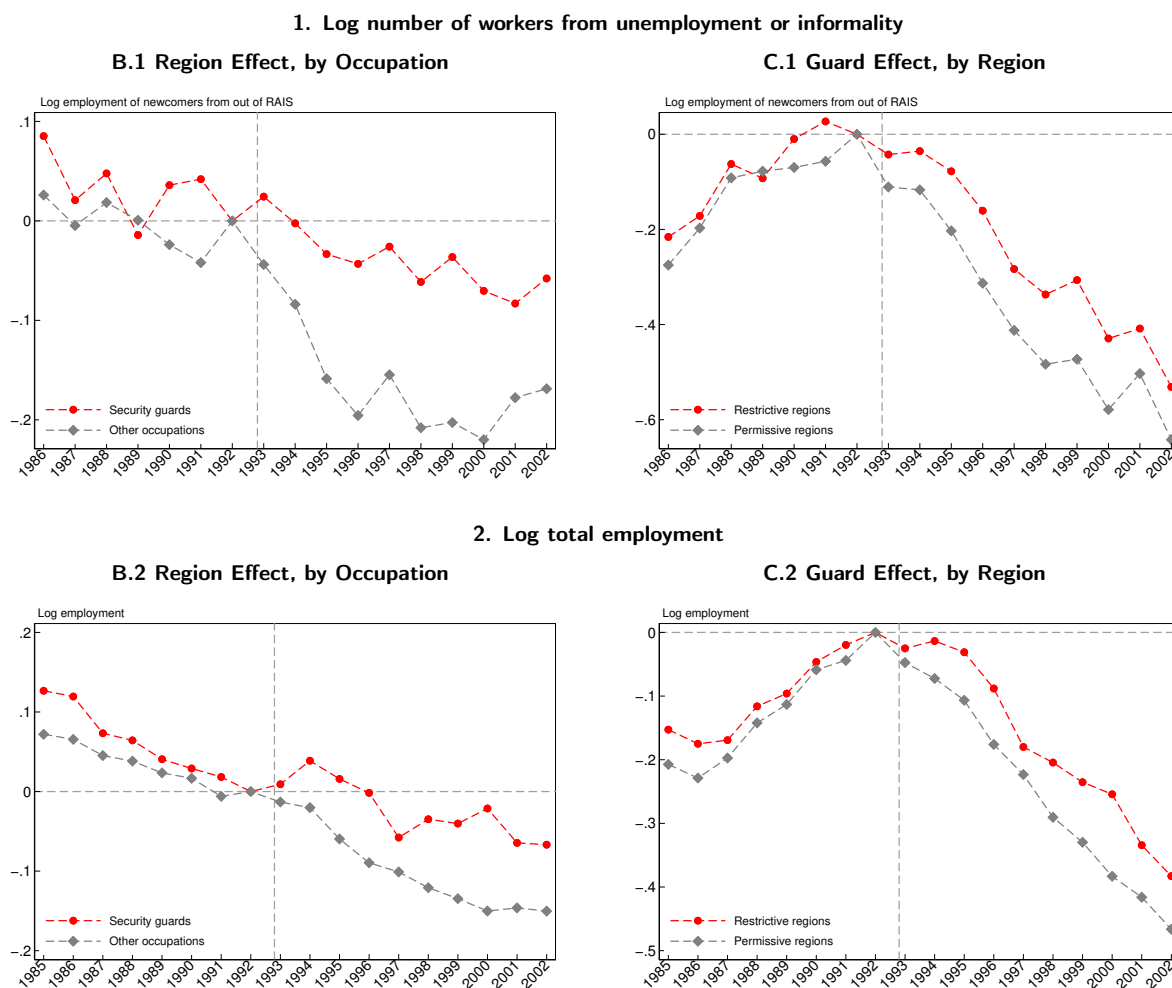 1. Log number of workers from unemployment or informality
B.1 Region Effect, by Occupation
Log employment of newcomers from out of RAIS
.1
0
-.1
-.2
Security guards
Other occupations
1986 1987 1988 1989 1990 1991 1992 1993 1994 1995 1996 1997 1998 1999 2000 2001 2002
C.1 Guard Effect, by Region
Log employment of newcomers from out of RAIS
0
-.2
-.4
-.6
Restrictive regions
Permissive regions
1986 1987 1988 1989 1990 1991 1992 1993 1994 1995 1996 1997 1998 1999 2000 2001 2002
2. Log total employment
B.2 Region Effect, by Occupation
Log employment
.2
.1
0
-.1
-.2
Security guards
Other occupations
1985 1986 1987 1988 1989 1990 1991 1992 1993 1994 1995 1996 1997 1998 1999 2000 2001 2002
C.2 Guard Effect, by Region
Log employment
0
-.1
-.2
-.3
-.4
-.5
Restrictive regions
Permissive regions
1985 1986 1987 1988 1989 1990 1991 1992 1993 1994 1995 1996 1997 1998 1999 2000 2001 2002